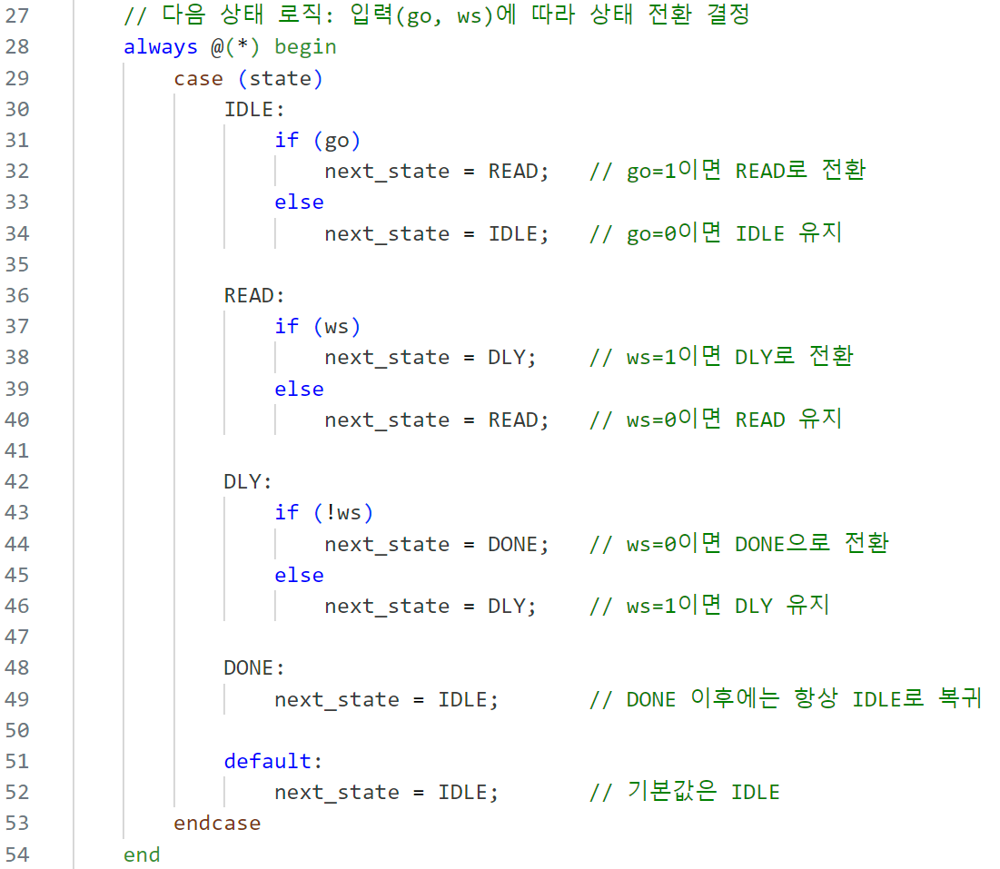 27 // 다음 상태 로직: 입력(go, ws)에 따라 상태 전환 결정
28 always @(*) begin
29 case (state)
30 IDLE:
31 if (go)
32 next_state = READ; // go=1이면 READ로 전환
33 else
34 next_state = IDLE; // go=0이면 IDLE 유지
35
36 READ:
37 if (ws)
38 next_state = DLY; // ws=1이면 DLY로 전환
39 else
40 next_state = READ; // ws=0이면 READ 유지
41
42 DLY:
43 if (!ws)
44 next_state = DONE; // ws=0이면 DONE으로 전환
45 else
46 next_state = DLY; // ws=1이면 DLY 유지
47
48 DONE:
49 next_state = IDLE; // DONE 이후에는 항상 IDLE로 복귀
50
51 default:
52 next_state = IDLE; // 기본값은 IDLE
53 endcase
54 end